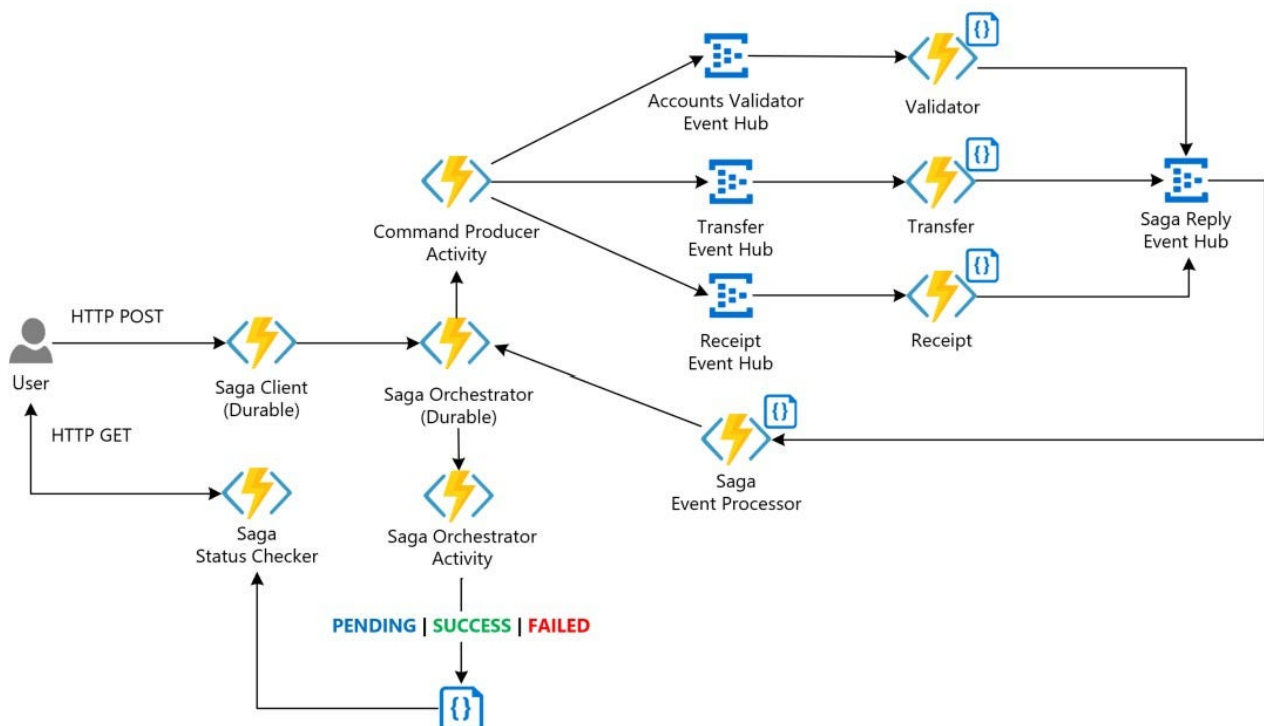 {}
Accounts Validator
Event Hub
Validator
{}
Command Producer
Activity
Transfer
Event Hub
Transfer
Saga Reply
Event Hub
{}
HTTP POST
Receipt
Event Hub
Receipt
User
Saga Client
(Durable)
Saga Orchestrator
(Durable)
{}
HTTP GET
Saga
Event Processor
Saga
Status Checker
Saga Orchestrator
Activity
PENDING | SUCCESS | FAILED
{}